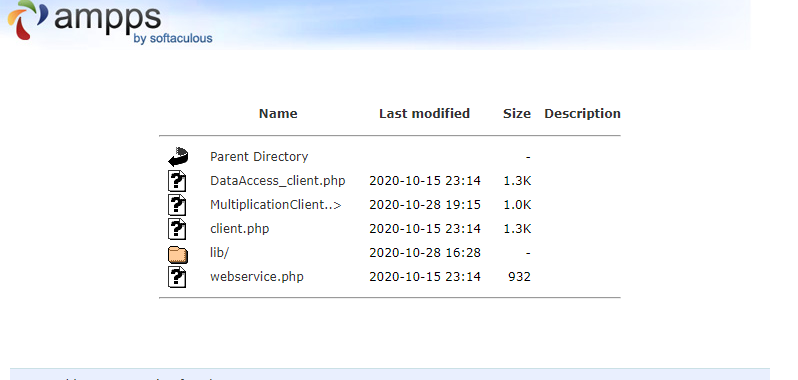 ampps
by softaculous
Name Last modified Size Description
Parent Directory -
DataAccess_client.php 2020-10-15 23:14 1.3K
MultiplicationClient..> 2020-10-28 19:15 1.0K
client.php 2020-10-15 23:14 1.3K
lib/ 2020-10-28 16:28 -
webservice.php 2020-10-15 23:14 932